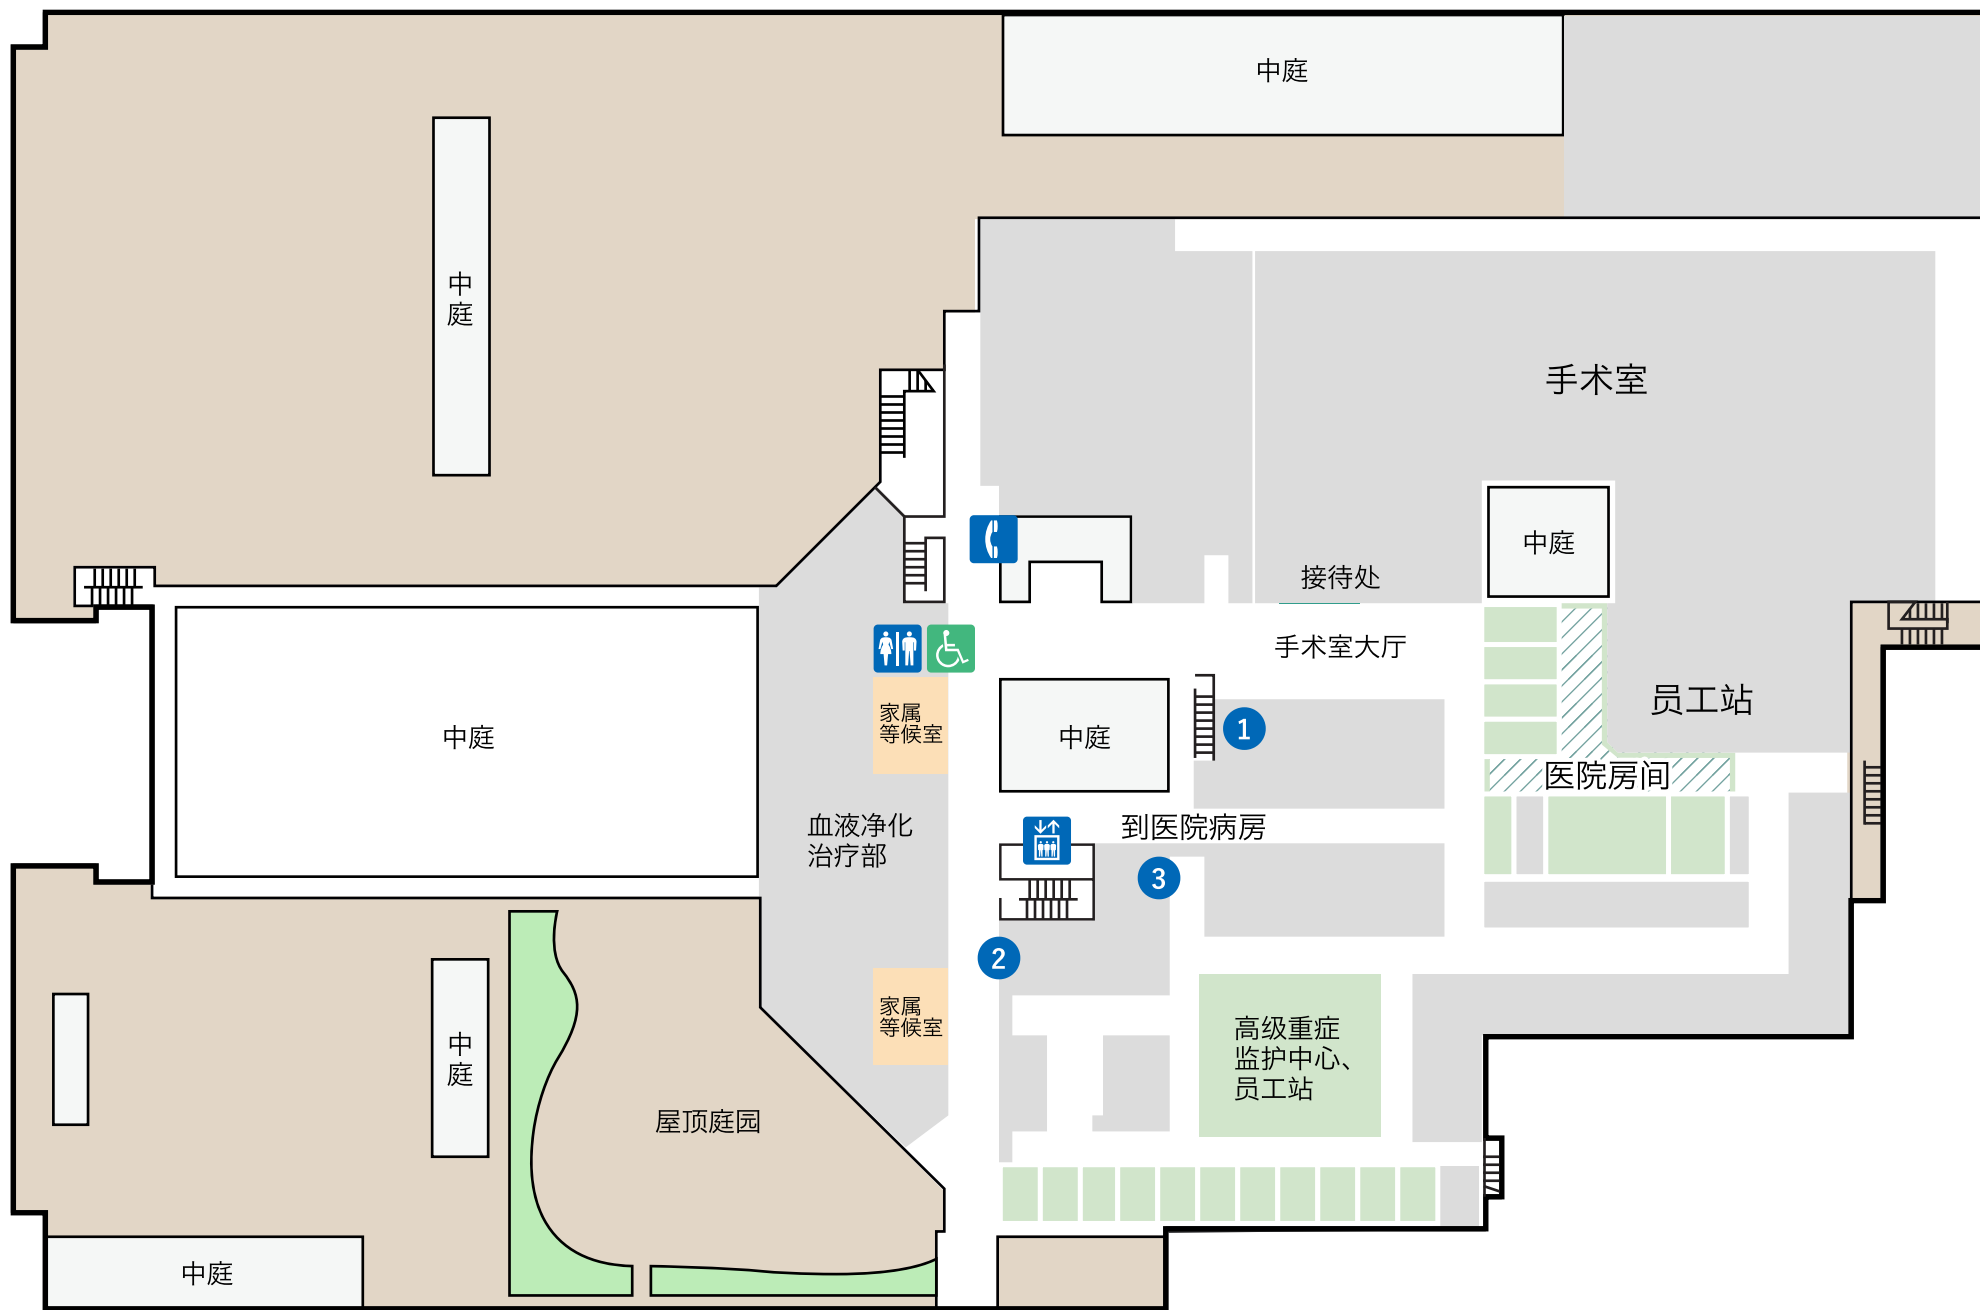 中庭
中
庭
手术室
中庭
接待处
手术室大厅
家属
等候室
中庭
中庭
1
员工站
医院房间
血液净化
治疗部
到医院病房
3
2
家属
等候室
高级重症
监护中心、
员工站
中
庭
屋顶庭园
中庭